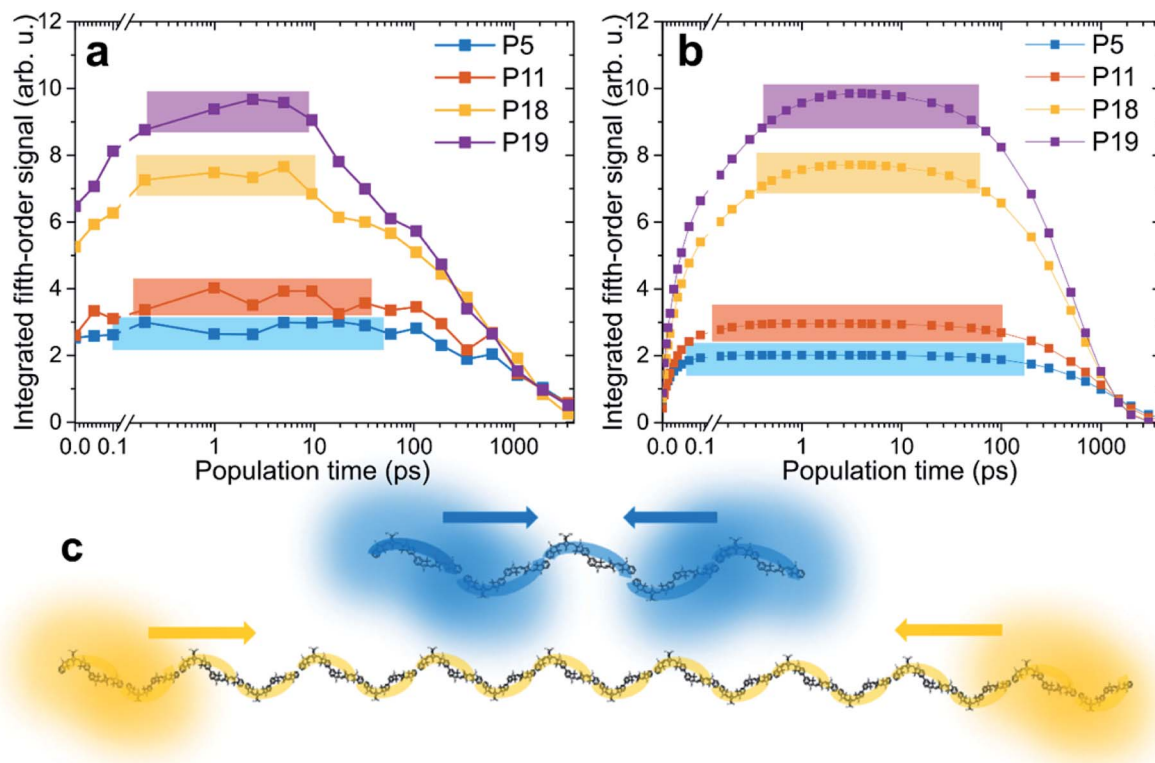 a
Integrated fifth-order signal (arb. u.)
12
10
8
6
4
2
0
P5
P11
P18
P19
0.0 0.1 1 10 100 1000
Population time (ps)
b
Integrated fifth-order signal (arb. u.)
12
10
8
6
4
2
0
P5
P11
P18
P19
0.0 0.1 1 10 100 1000
Population time (ps)
c